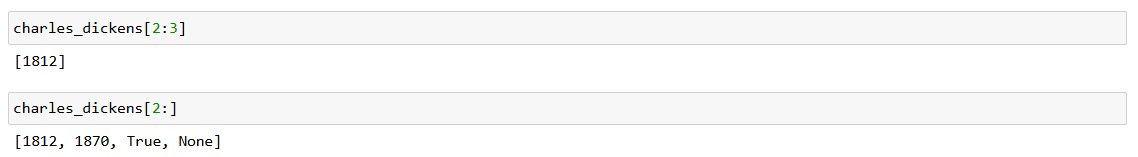 charles_dickens[2:3]
[1812]
charles_dickens[2:]
[1812, 1870, True, None]